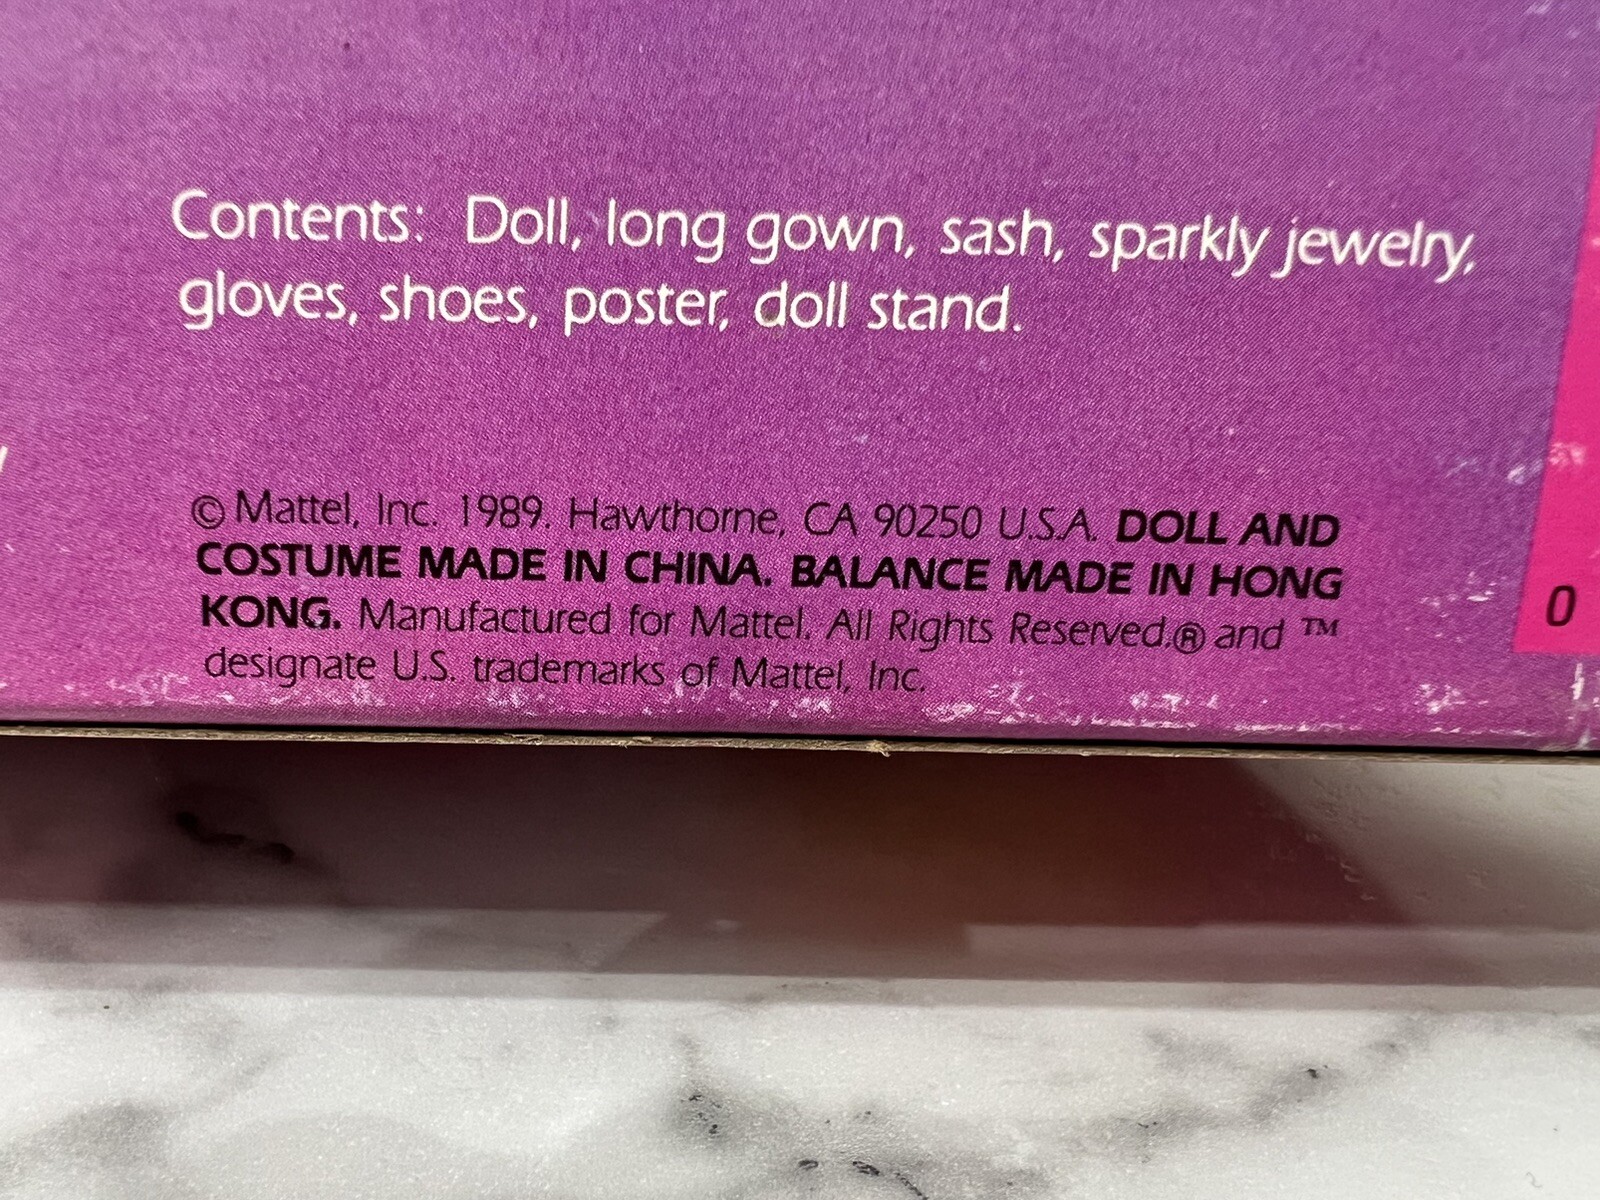 Contents: Doll, long gown, sash, sparkly jewelry,
gloves, shoes, poster, doll stand.
© Mattel, Inc. 1989. Hawthorne, CA 90250 U.S.A. DOLL AND
COSTUME MADE IN CHINA. BALANCE MADE IN HONG
KONG. Manufactured for Mattel. All Rights Reserved.® and ™
designate U.S. trademarks of Mattel, Inc.
0